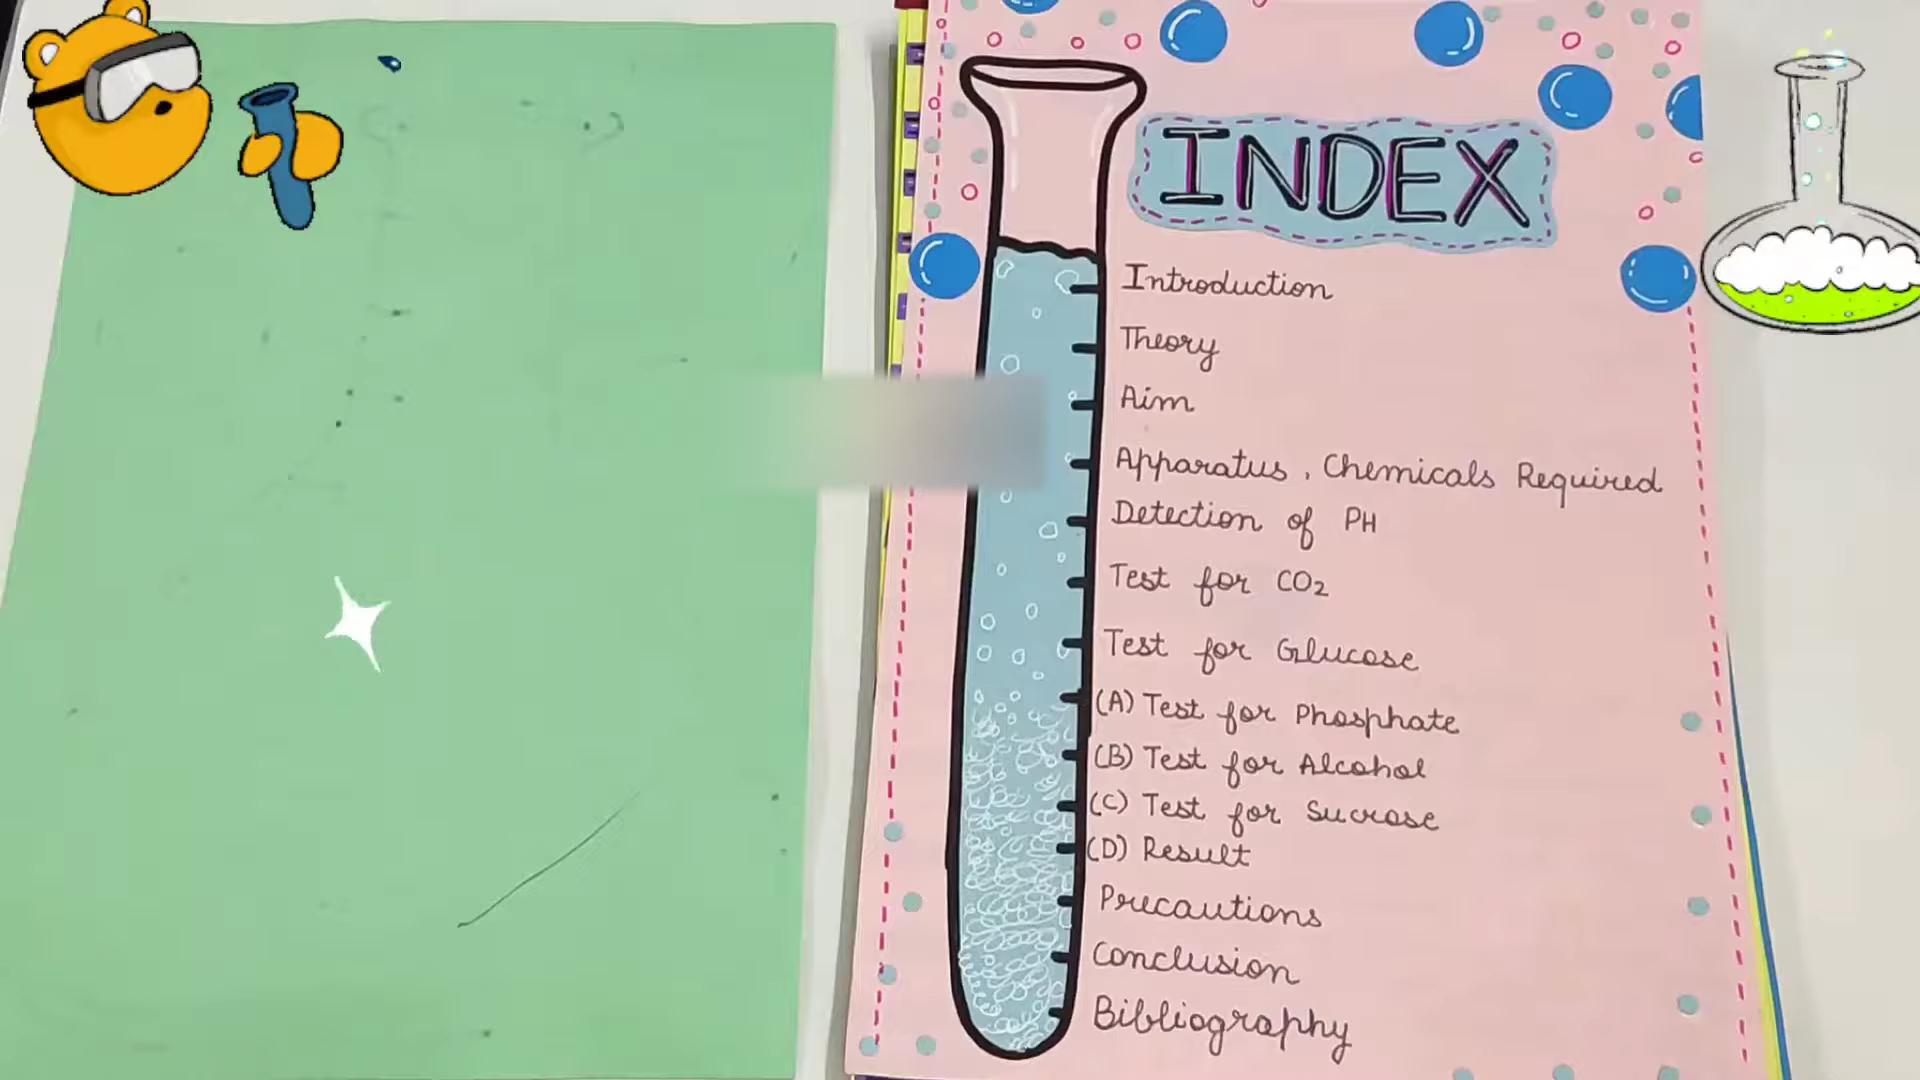 INDEX
Introduction
Theory
Aim
Apparatus, Chemicals Required
Detection of PH
Test for CO₂
Test for Glucose
(A) Test for Phosphate
(B) Test for Alcohol
(C) Test for Sucrose
(D) Result
Precautions
Conclusion
Bibliography